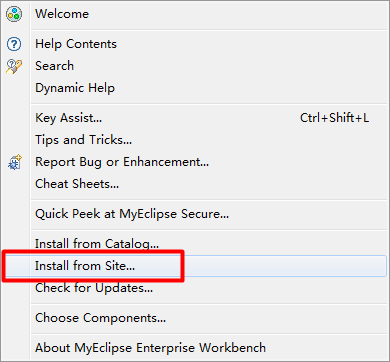 Welcome
Help Contents
Search
Dynamic Help
Key Assist... Ctrl+Shift+L
Tips and Tricks...
Report Bug or Enhancement...
Cheat Sheets...
Quick Peek at MyEclipse Secure...
Install from Catalog...
Install from Site...
Check for Updates...
Choose Components...
About MyEclipse Enterprise Workbench